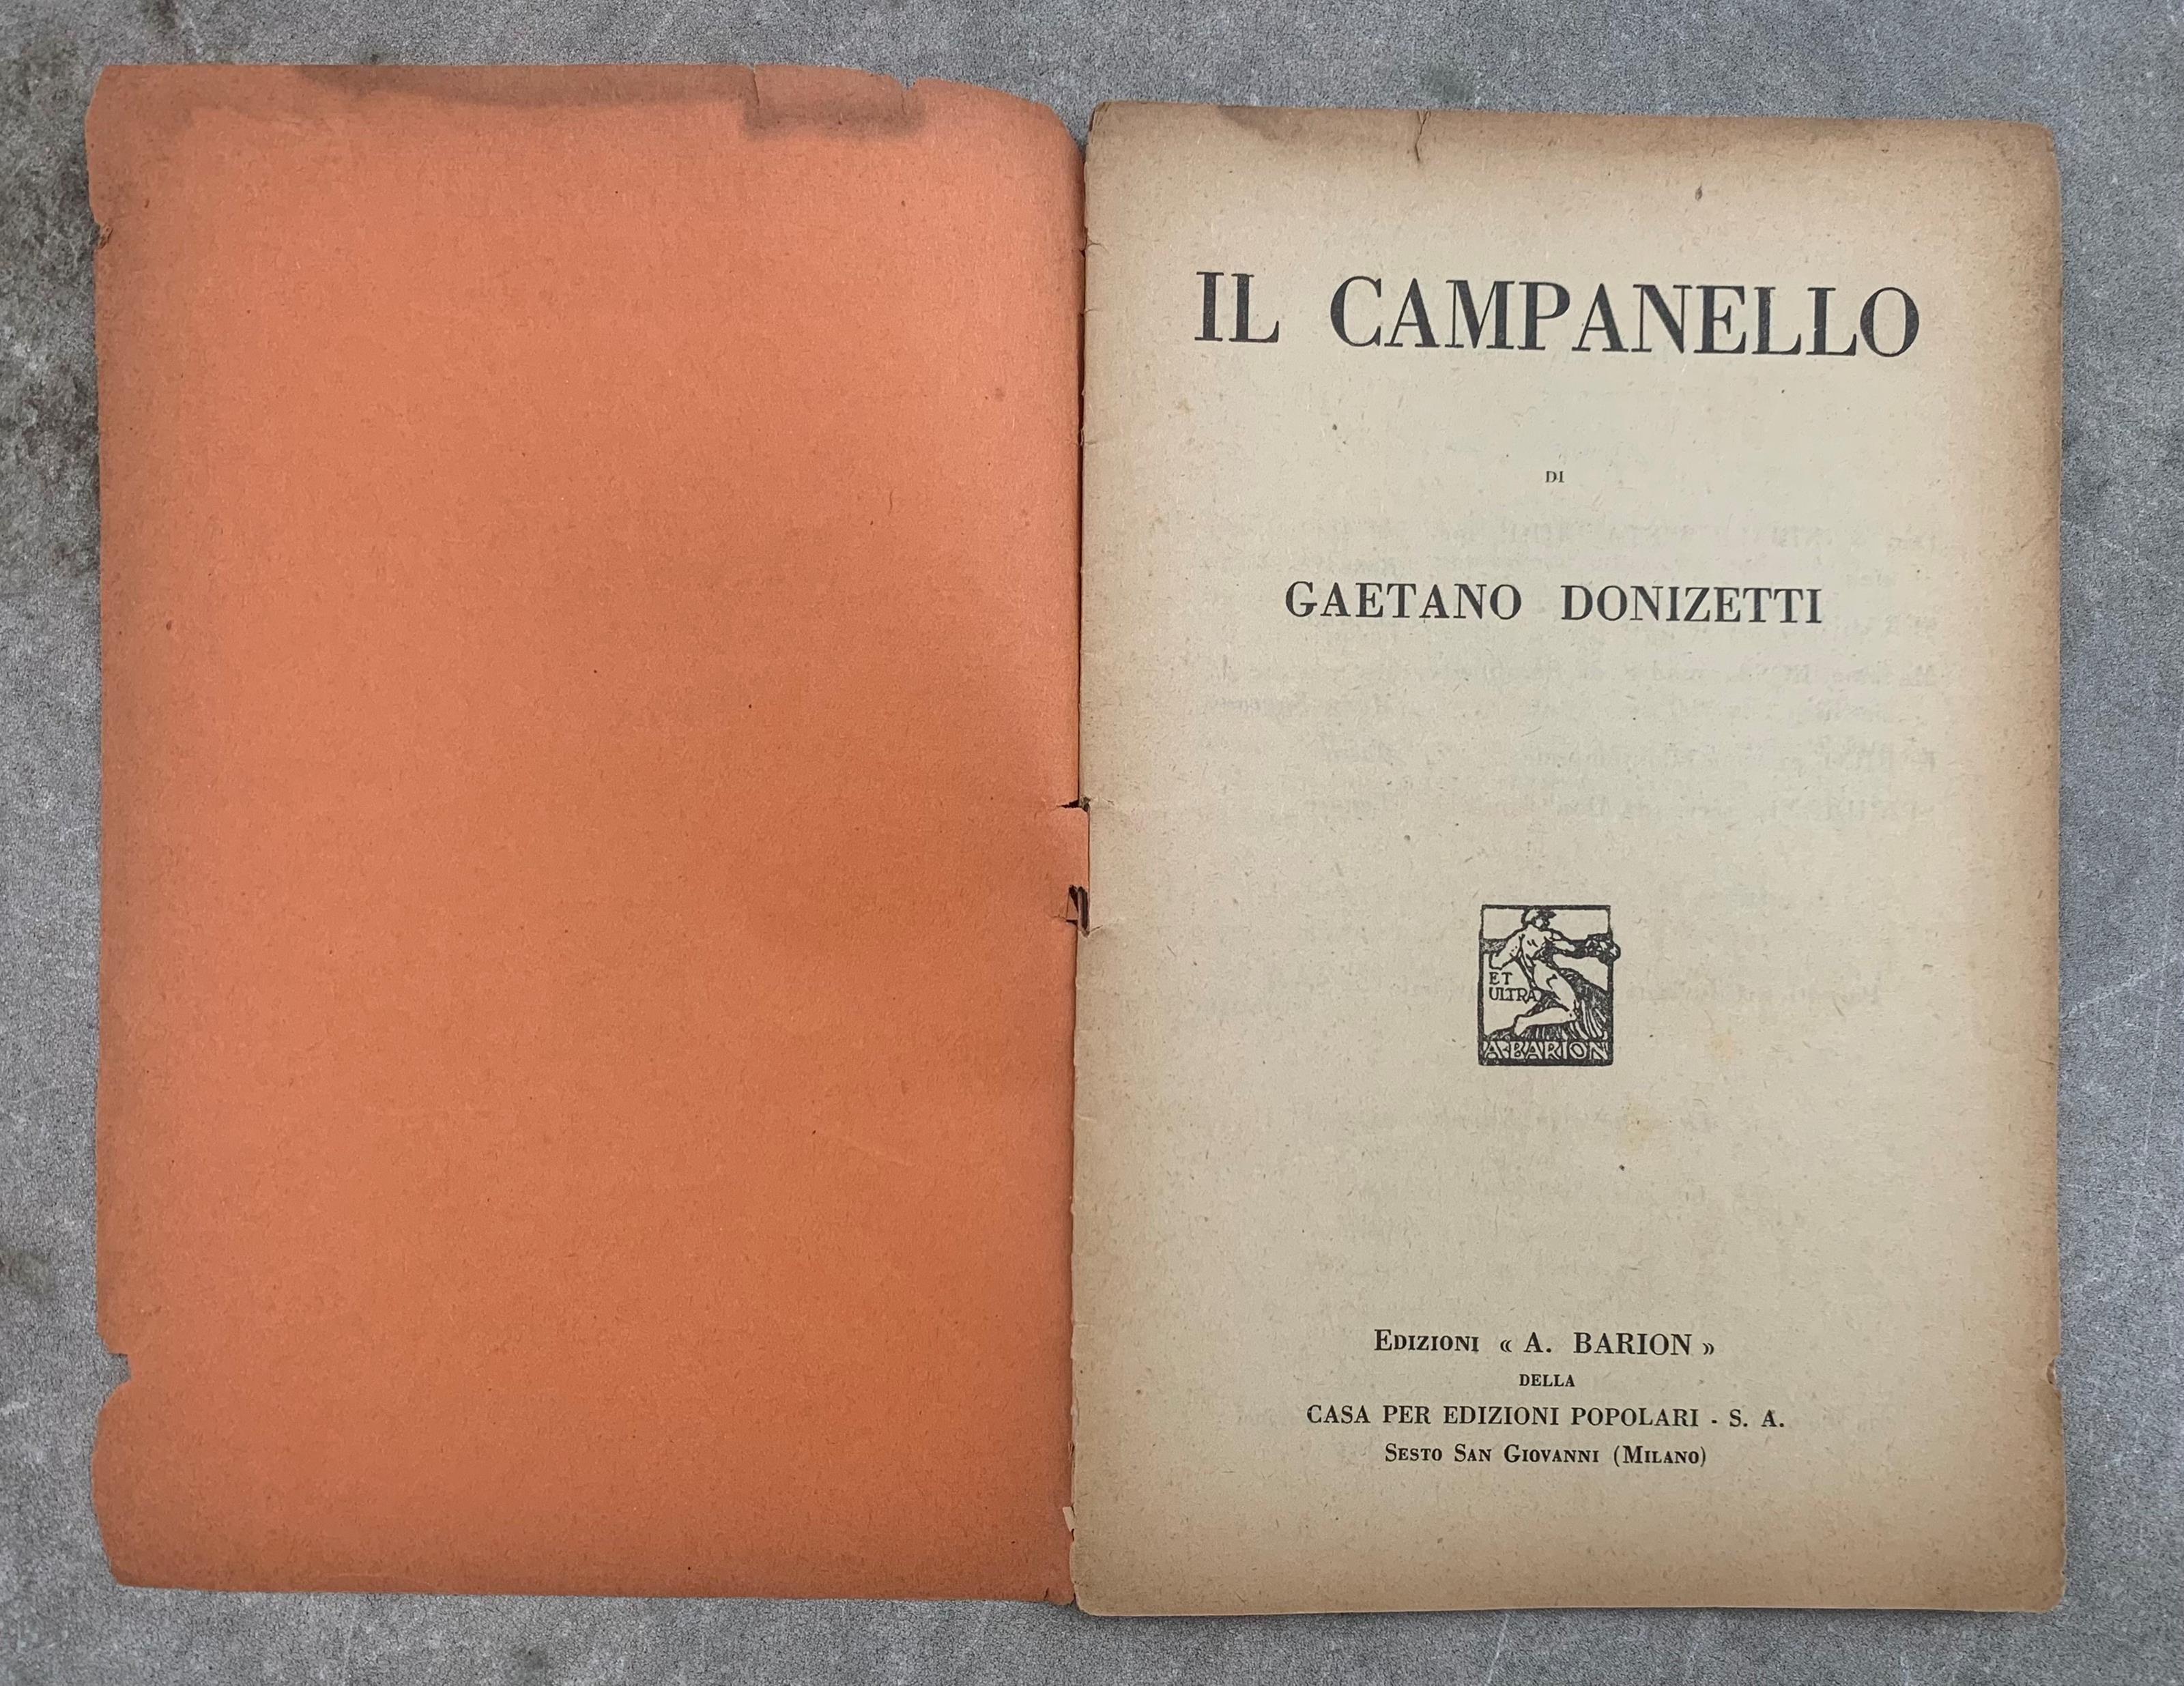 IL CAMPANELLO
DI
GAETANO DONIZETTI
ET
ULTRA
A·BARION
EDIZIONI « A. BARION »
DELLA
CASA PER EDIZIONI POPOLARI - S. A.
SESTO SAN GIOVANNI (MILANO)